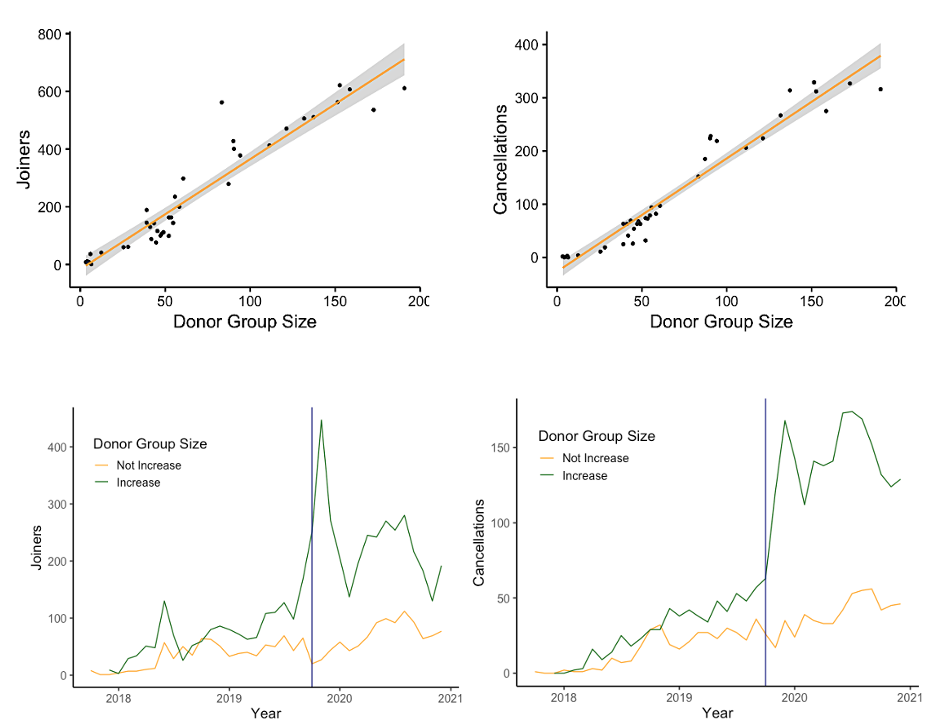 800
600
400
200
0
Joiners
0 50 100 150 200
Donor Group Size
400
300
200
100
0
Cancellations
0 50 100 150 200
Donor Group Size
400
300
200
100
0
Joiners
Donor Group Size
Not Increase
Increase
2018 2019 2020 2021
Year
150
100
50
0
Cancellations
Donor Group Size
Not Increase
Increase
2018 2019 2020 2021
Year